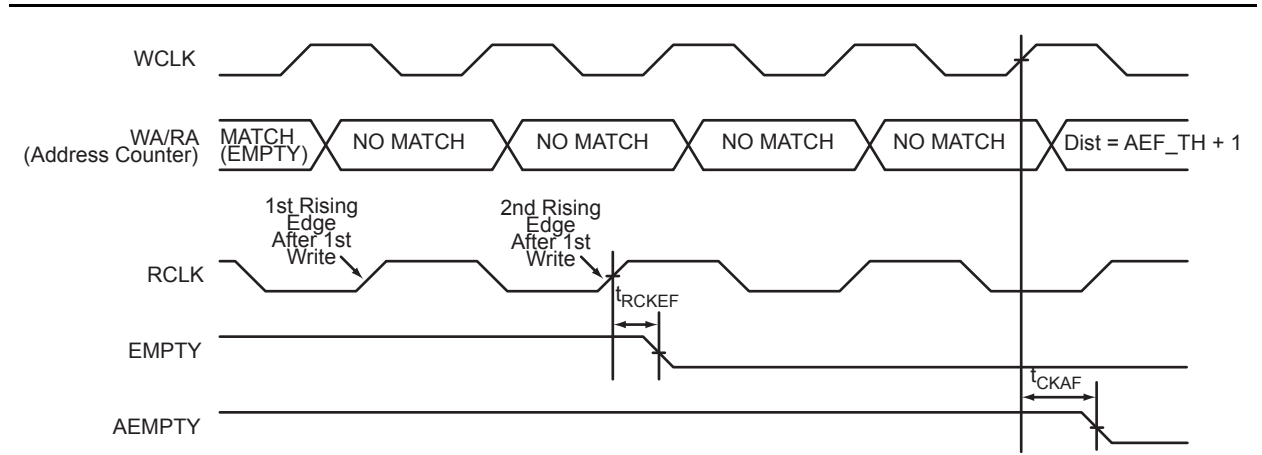 WCLK
WA/RA
(Address Counter)
MATCH
(EMPTY)
NO MATCH
NO MATCH
NO MATCH
NO MATCH
Dist = AEF_TH + 1
1st Rising
Edge
After 1st
Write
2nd Rising
Edge
After 1st
Write
RCLK
tRCKEF
EMPTY
tCKAF
AEMPTY